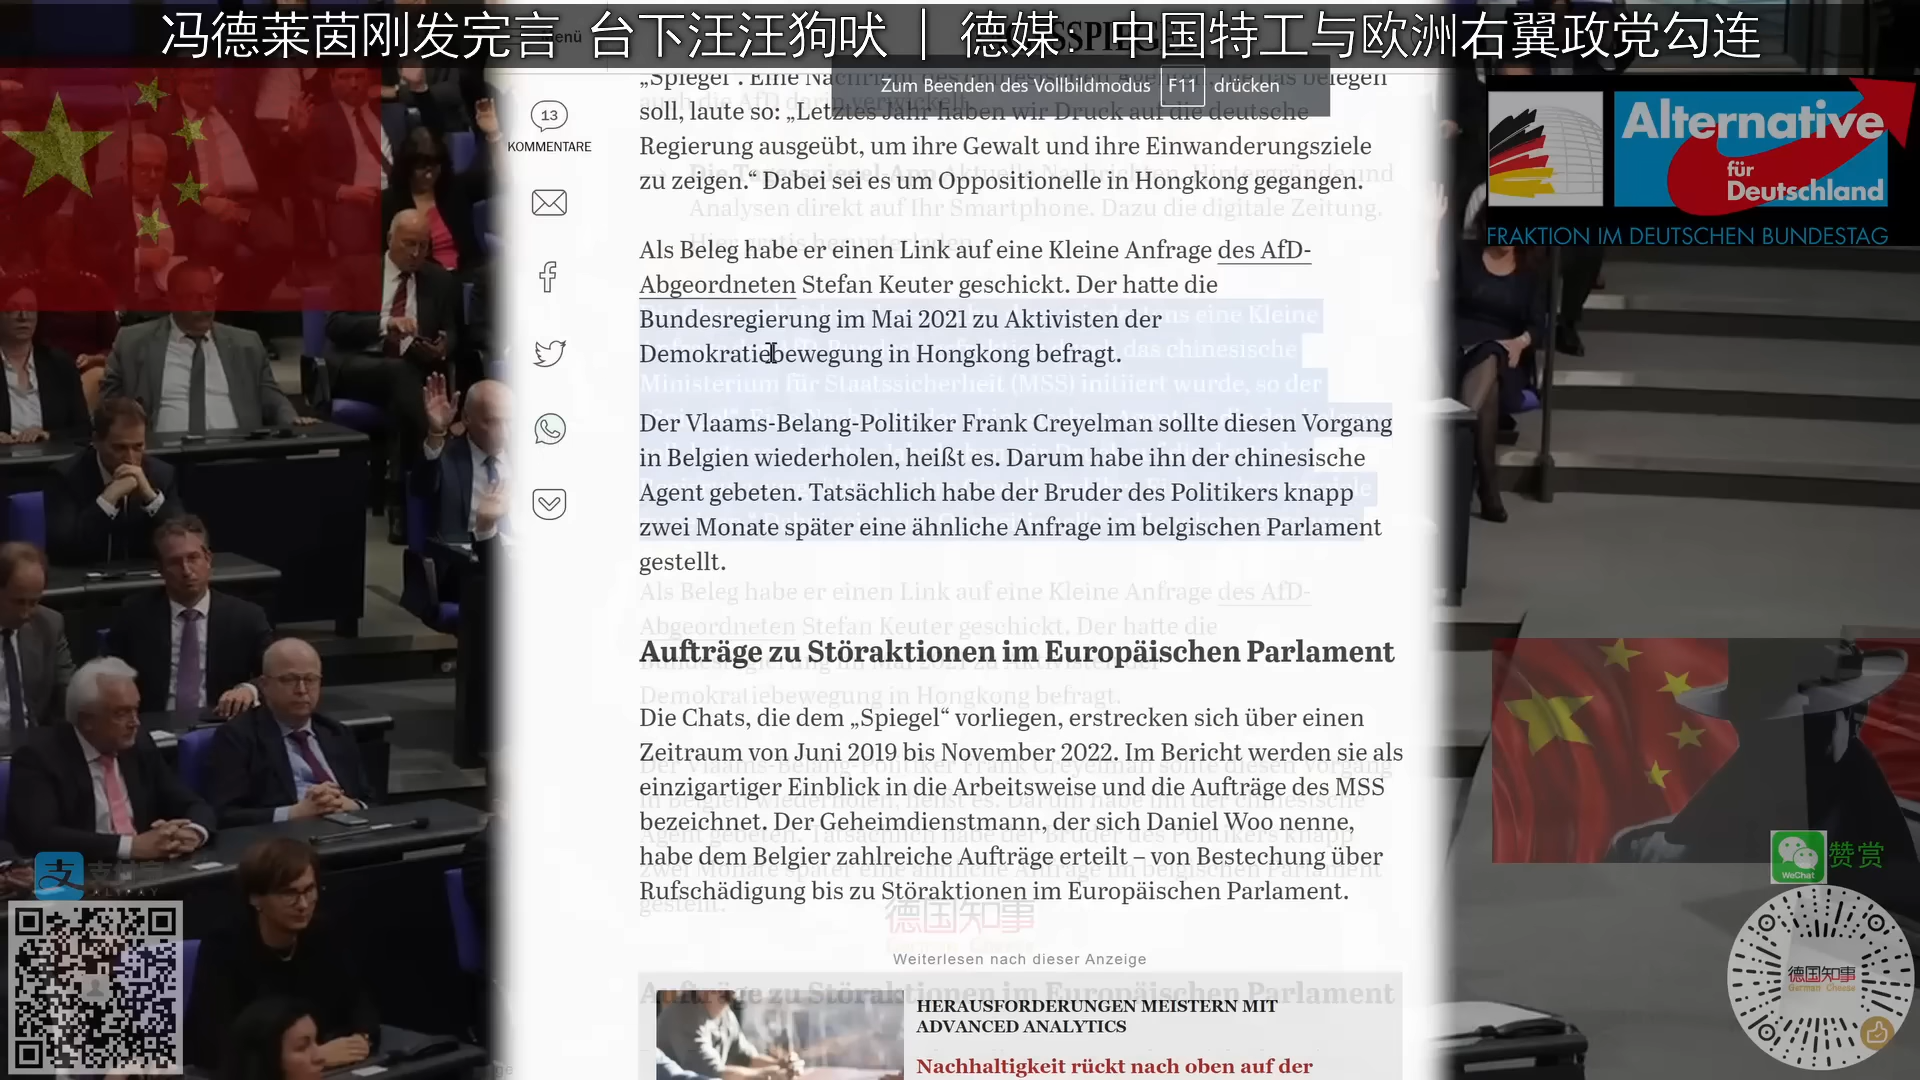 冯德莱茵刚发完言 台下汪汪狗吠 | 德媒：中国特工与欧洲右翼政党勾连
Zum Beenden des Vollbildmodus F11 drücken
soll, laute so: „Letztes Jahr haben wir Druck auf die deutsche
Regierung ausgeübt, um ihre Gewalt und ihre Einwanderungsziele
zu zeigen.“ Dabei sei es um Oppositionelle in Hongkong gegangen.
Als Beleg habe er einen Link auf eine Kleine Anfrage des AfD-
Abgeordneten Stefan Keuter geschickt. Der hatte die
Bundesregierung im Mai 2021 zu Aktivisten der
Demokratiebewegung in Hongkong befragt.
Der Vlaams-Belang-Politiker Frank Creyelman sollte diesen Vorgang
in Belgien wiederholen, heißt es. Darum habe ihn der chinesische
Agent gebeten. Tatsächlich habe der Bruder des Politikers knapp
zwei Monate später eine ähnliche Anfrage im belgischen Parlament
gestellt.
Aufträge zu Störaktionen im Europäischen Parlament
Die Chats, die dem „Spiegel“ vorliegen, erstrecken sich über einen
Zeitraum von Juni 2019 bis November 2022. Im Bericht werden sie als
einzigartiger Einblick in die Arbeitsweise und die Aufträge des MSS
bezeichnet. Der Geheimdienstmann, der sich Daniel Woo nenne,
habe dem Belgier zahlreiche Aufträge erteilt – von Bestechung über
Rufschädigung bis zu Störaktionen im Europäischen Parlament.
德国知事
Weiterlesen nach dieser Anzeige
HERAUSFORDERUNGEN MEISTERN MIT
ADVANCED ANALYTICS
Nachhaltigkeit rückt nach oben auf der
13
KOMMENTARE
Alternative
für
Deutschland
FRAKTION IM DEUTSCHEN BUNDESTAG
支
WeChat
赞赏
德国知事
German Cheese